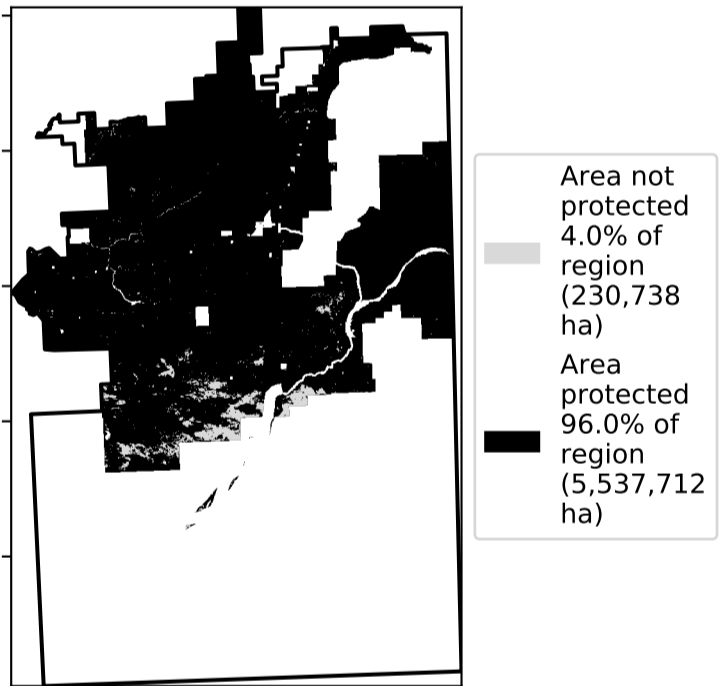 Area not
protected
4.0% of
region
(230,738
ha)
Area
protected
96.0% of
region
(5,537,712
ha)